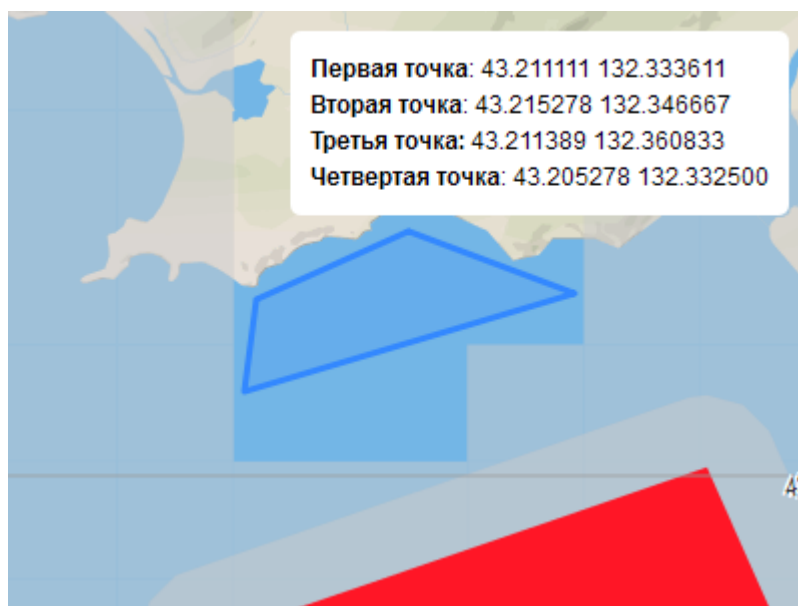 Первая точка: 43.211111 132.333611
Вторая точка: 43.215278 132.346667
Третья точка: 43.211389 132.360833
Четвертая точка: 43.205278 132.332500